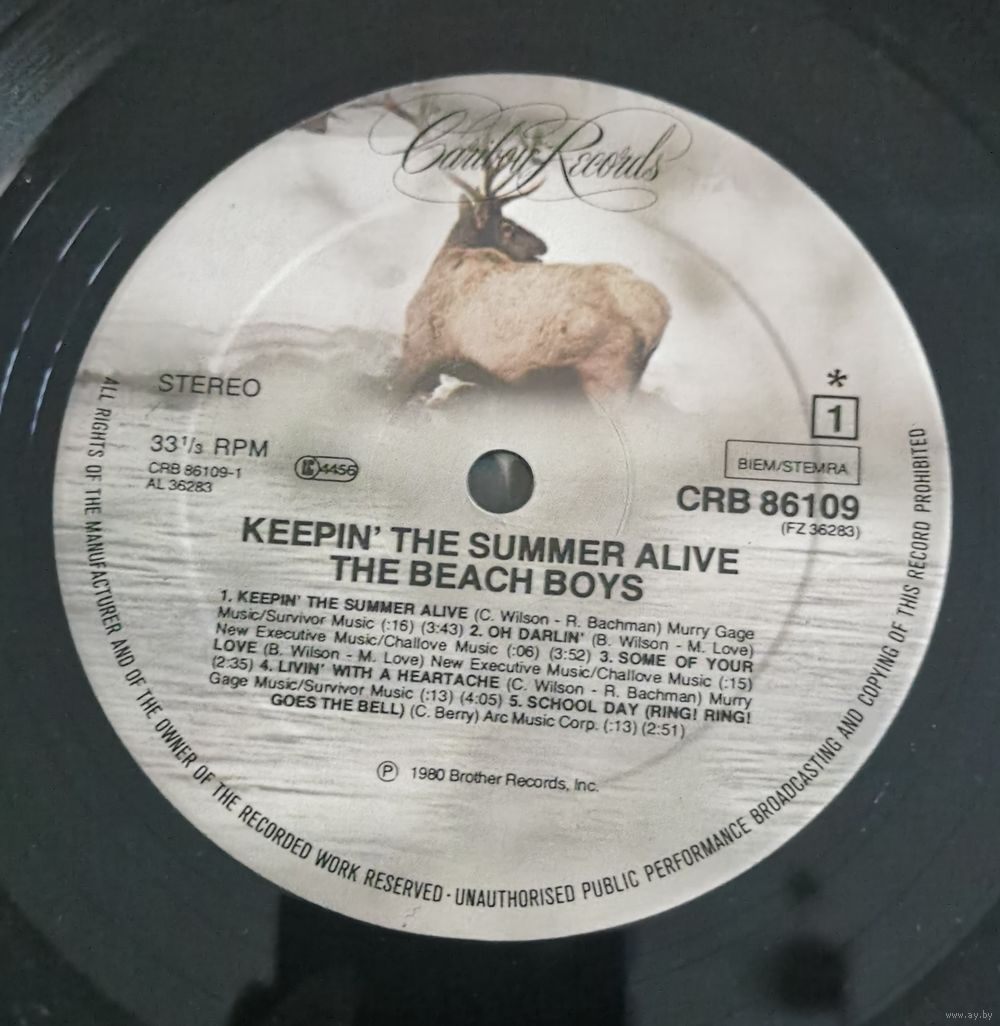 Caribou Records
STEREO
33 1/3 RPM
CRB 86109-1
AL 36283
LC 4456
*
1
BIEM/STEMRA
CRB 86109
(FZ 36283)
KEEPIN' THE SUMMER ALIVE
THE BEACH BOYS
1. KEEPIN' THE SUMMER ALIVE (C. Wilson - R. Bachman) Murry Gage
Music/Survivor Music (:16) (3:43) 2. OH DARLIN' (B. Wilson - M. Love)
New Executive Music/Challove Music (:06) (3:52) 3. SOME OF YOUR
LOVE (B. Wilson - M. Love) New Executive Music/Challove Music (:15)
(2:35) 4. LIVIN' WITH A HEARTACHE (C. Wilson - R. Bachman) Murry
Gage Music/Survivor Music (:13) (4:05) 5. SCHOOL DAY (RING! RING!
GOES THE BELL) (C. Berry) Arc Music Corp. (:13) (2:51)
℗ 1980 Brother Records, Inc.
ALL RIGHTS OF THE MANUFACTURER AND OF THE OWNER OF THE RECORDED WORK RESERVED · UNAUTHORISED PUBLIC PERFORMANCE BROADCASTING AND COPYING OF THIS RECORD PROHIBITED
www.ay.by